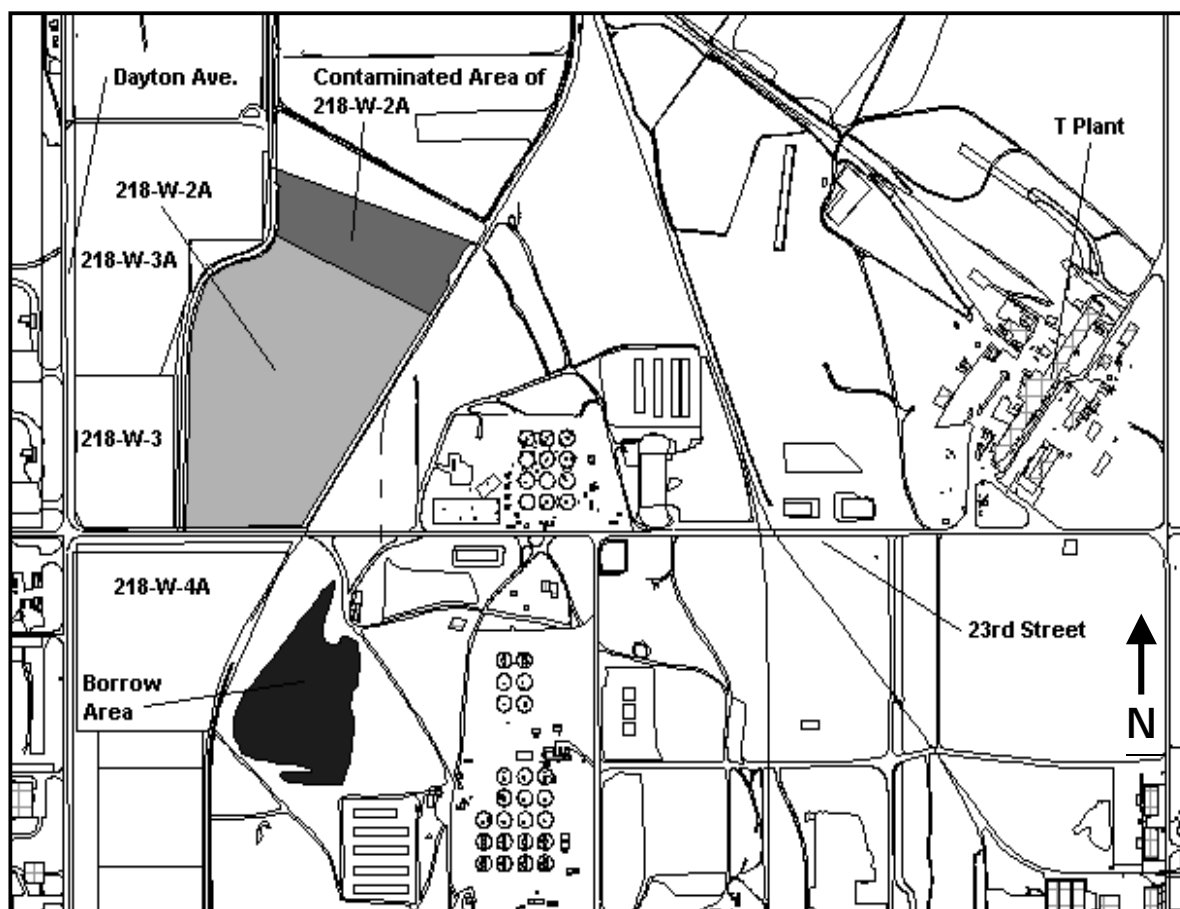 Dayton Ave.
Contaminated Area of
218-W-2A
T Plant
218-W-2A
218-W-3A
218-W-3
218-W-4A
23rd Street
Borrow
Area
N